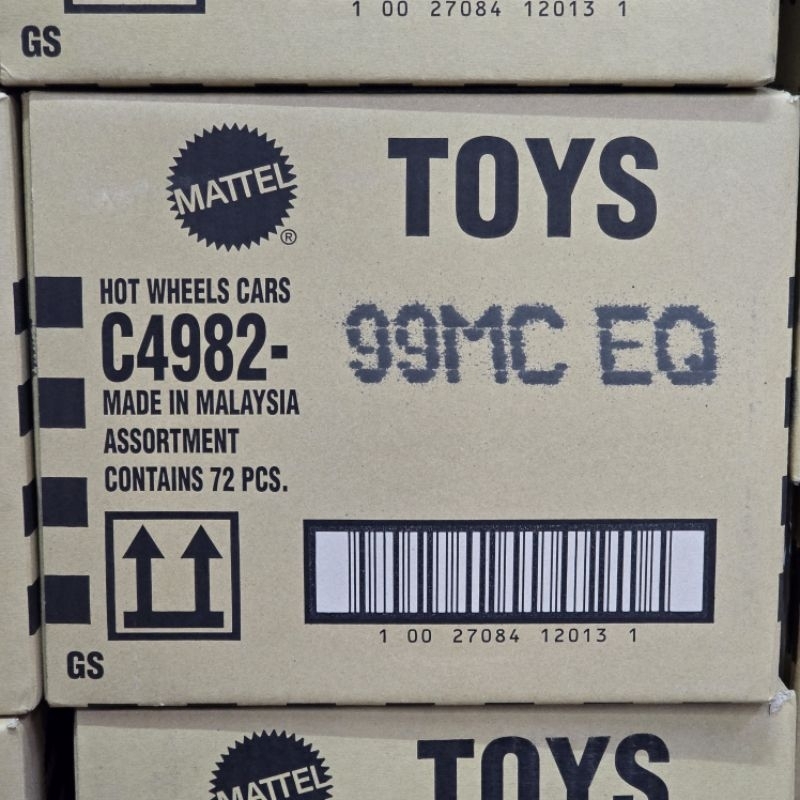 1 00 27084 12013 1
GS
MATTEL®
TOYS
HOT WHEELS CARS
C4982-
99MC EQ
MADE IN MALAYSIA
ASSORTMENT
CONTAINS 72 PCS.
1 00 27084 12013 1
GS
MATTEL
TOYS